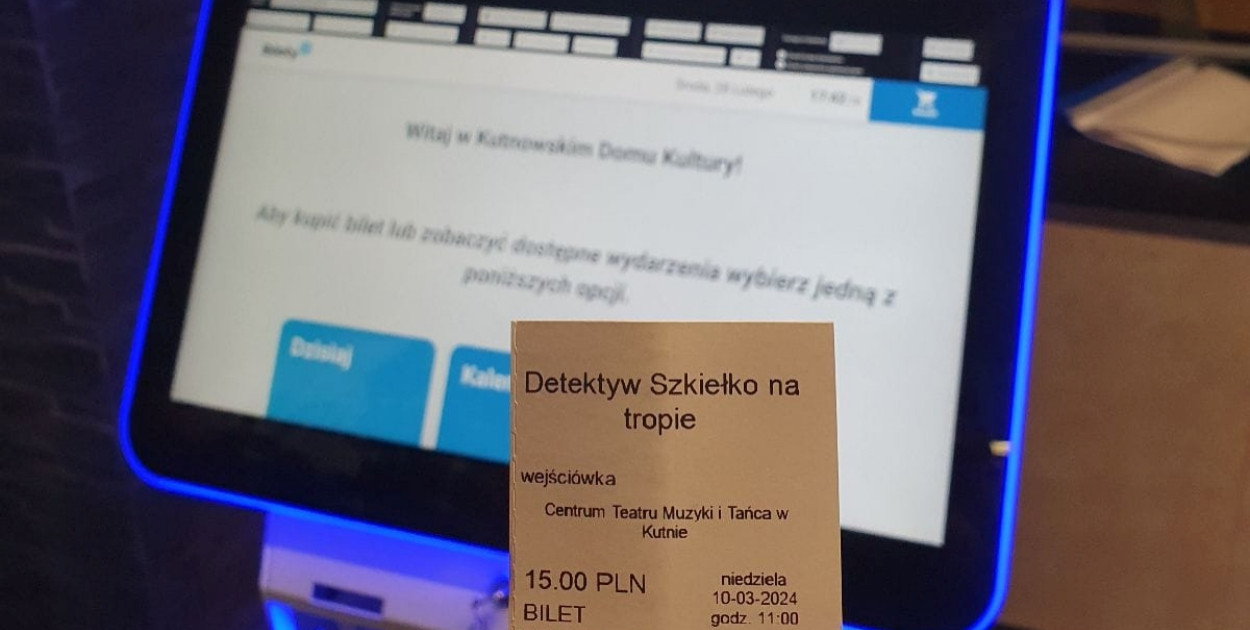 Witaj w Kutnowskim Domu Kultury!
Aby kupić bilet lub zobaczyć dostępne wydarzenia wybierz jedną z
poniższych opcji.
Dzisiaj
Detektyw Szkiełko na
tropie
wejściówka
Centrum Teatru Muzyki i Tańca w
Kutnie
15.00 PLN
BILET
niedziela
10-03-2024
godz. 11:00